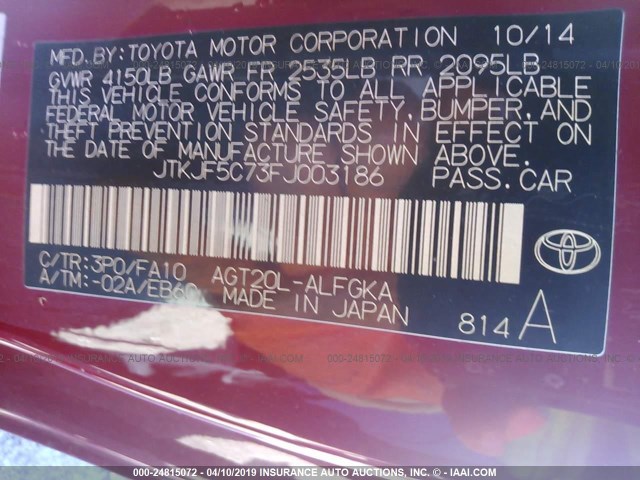 MFD.BY:TOYOTA MOTOR CORPORATION 10/14
GVWR 4150LB GAWR FR 2535LB RR 2095LB
THIS VEHICLE CONFORMS TO ALL APPLICABLE
FEDERAL MOTOR VEHICLE SAFETY,BUMPER,AND
THEFT PREVENTION STANDARDS IN EFFECT ON
THE DATE OF MANUFACTURE SHOWN ABOVE.
JTKJF5C73FJ003186 PASS.CAR
C/TR:3P0/FA10 AGT20L-ALFGKA
A/TM:-02A/EB60 MADE IN JAPAN
814A
000-24815072 - 04/10/2019 INSURANCE AUTO AUCTIONS, INC. - © - IAAI.COM